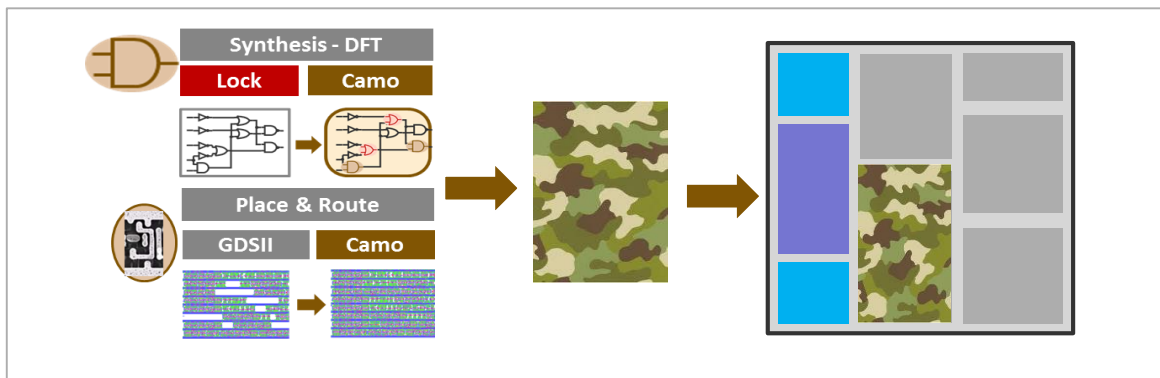 Synthesis - DFT
Lock
Camo
Place & Route
GDSII
Camo